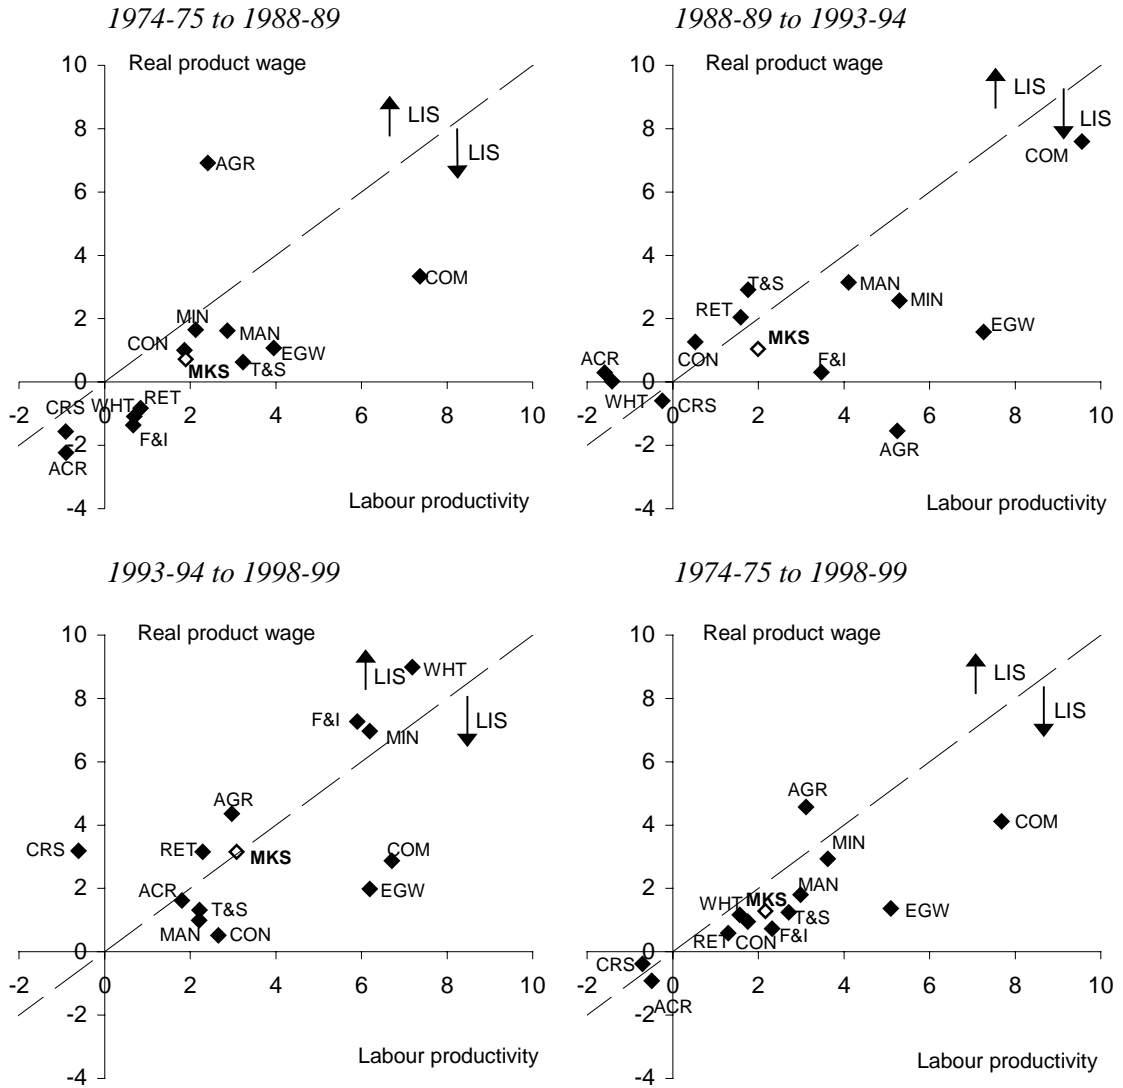 1974-75 to 1988-89
Real product wage
10
8
6
4
2
0
-2
-4
-2 0 2 4 6 8 10
LIS
LIS
AGR
COM
MIN
MAN
CON
EGW
T&S
MKS
CRS
WHT
RET
F&I
ACR
Labour productivity
1988-89 to 1993-94
Real product wage
10
8
6
4
2
0
-2
-4
-2 0 2 4 6 8 10
LIS
LIS
COM
T&S
MAN
MIN
RET
EGW
MKS
CON
F&I
ACR
WHT
CRS
AGR
Labour productivity
1993-94 to 1998-99
Real product wage
10
8
6
4
2
0
-2
-4
-2 0 2 4 6 8 10
LIS
WHT
LIS
F&I
MIN
AGR
CRS
RET
MKS
COM
ACR
EGW
T&S
MAN
CON
Labour productivity
1974-75 to 1998-99
Real product wage
10
8
6
4
2
0
-2
-4
-2 0 2 4 6 8 10
LIS
LIS
AGR
COM
MIN
MAN
WHT
MKS
T&S
EGW
RET
CON
F&I
CRS
ACR
Labour productivity